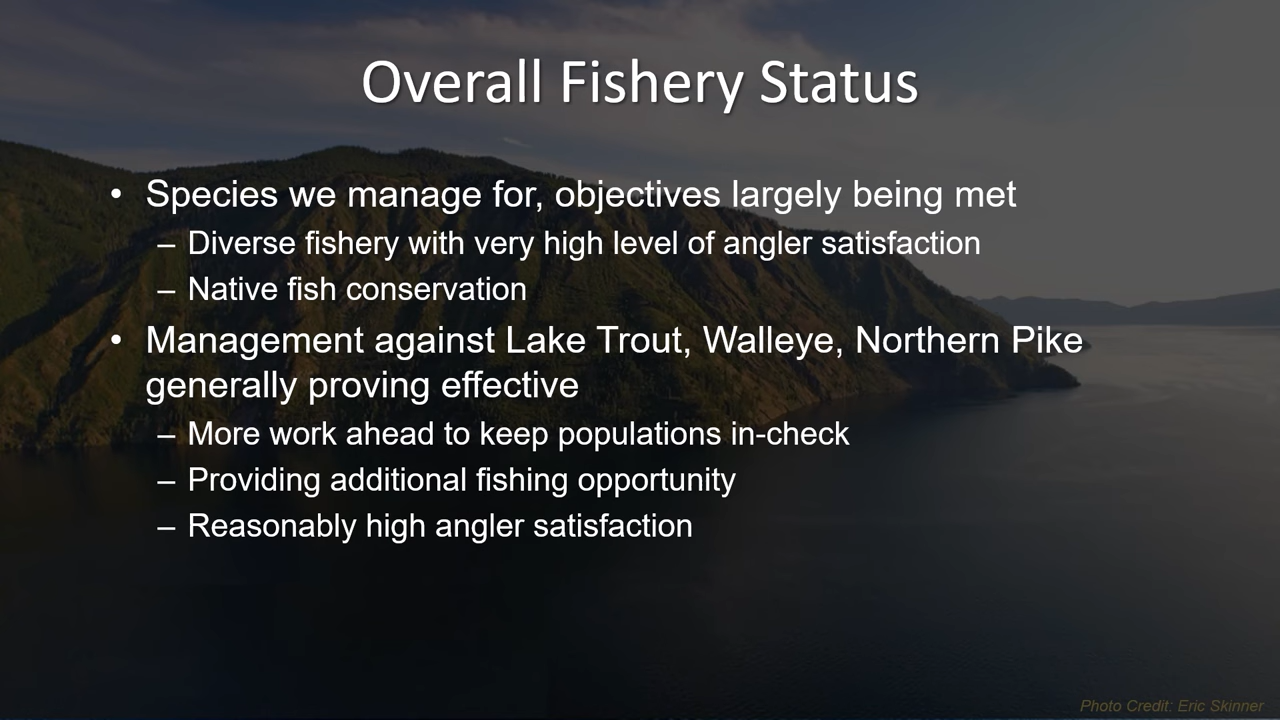 Overall Fishery Status
• Species we manage for, objectives largely being met
– Diverse fishery with very high level of angler satisfaction
– Native fish conservation
• Management against Lake Trout, Walleye, Northern Pike
generally proving effective
– More work ahead to keep populations in-check
– Providing additional fishing opportunity
– Reasonably high angler satisfaction
Photo Credit: Eric Skinner